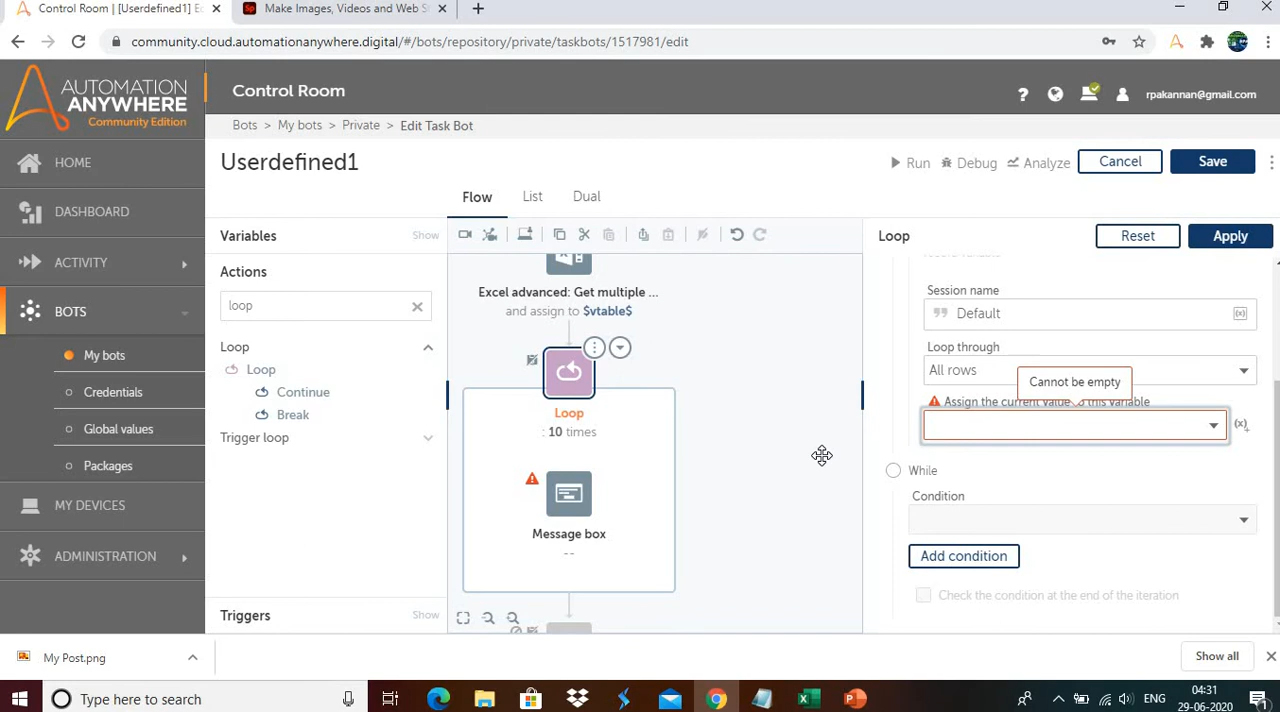 Control Room | [Userdefined1] Ec
Make Images, Videos and Web St
community.cloud.automationanywhere.digital/#/bots/repository/private/taskbots/1517981/edit
AUTOMATION
ANYWHERE
Community Edition
Control Room
rpakannan@gmail.com
Bots > My bots > Private > Edit Task Bot
HOME
DASHBOARD
ACTIVITY
BOTS
My bots
Credentials
Global values
Packages
MY DEVICES
ADMINISTRATION
Userdefined1
Run
Debug
Analyze
Cancel
Save
Flow
List
Dual
Variables
Show
Actions
loop
Loop
Loop
Continue
Break
Trigger loop
Triggers
Show
Excel advanced: Get multiple ...
and assign to $vtable$
Loop
: 10 times
Message box
--
Loop
Reset
Apply
Session name
Default
Loop through
All rows
Cannot be empty
Assign the current value to this variable
While
Condition
Add condition
Check the condition at the end of the iteration
My Post.png
Show all
Type here to search
ENG
04:31
29-06-2020